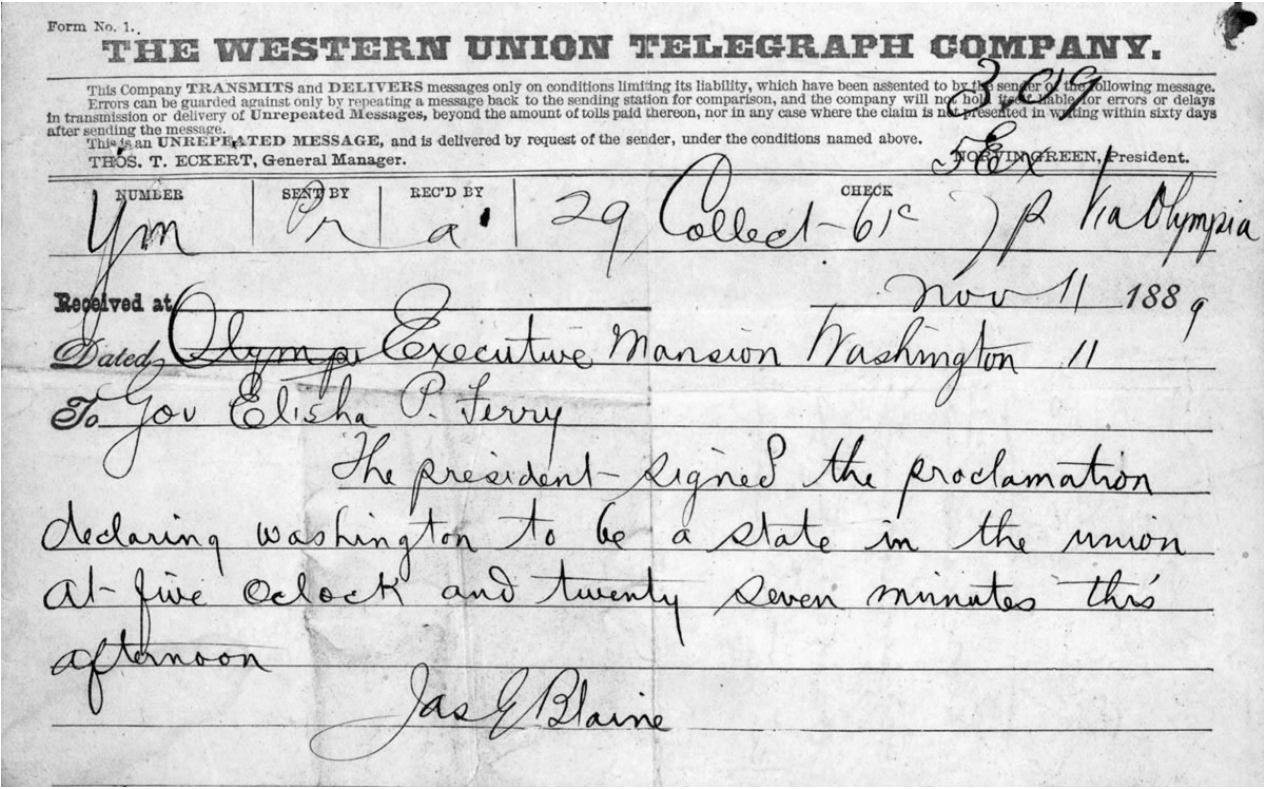 Form No. 1.
THE WESTERN UNION TELEGRAPH COMPANY.
This Company TRANSMITS and DELIVERS messages only on conditions limiting its liability, which have been assented to by the sender of the following message.
Errors can be guarded against only by repeating a message back to the sending station for comparison, and the company will not hold itself liable for errors or delays
in transmission or delivery of Unrepeated Messages, beyond the amount of tolls paid thereon, nor in any case where the claim is not presented in writing within sixty days
after sending the message.
This is an UNREPEATED MESSAGE, and is delivered by request of the sender, under the conditions named above.
THOS. T. ECKERT, General Manager. NORVIN GREEN, President.
3.09
5 Ex
NUMBER SENT BY REC'D BY CHECK
Ym Pr a 29 Collect 61c Via Olympia
Received at Nov 11 1889
Dated Olympi Executive Mansion Washington 11
To Gov Elisha P. Ferry
The president signed the proclamation
declaring washington to be a state in the union
at five oclock and twenty seven minutes this
afternoon
Jas G Blaine